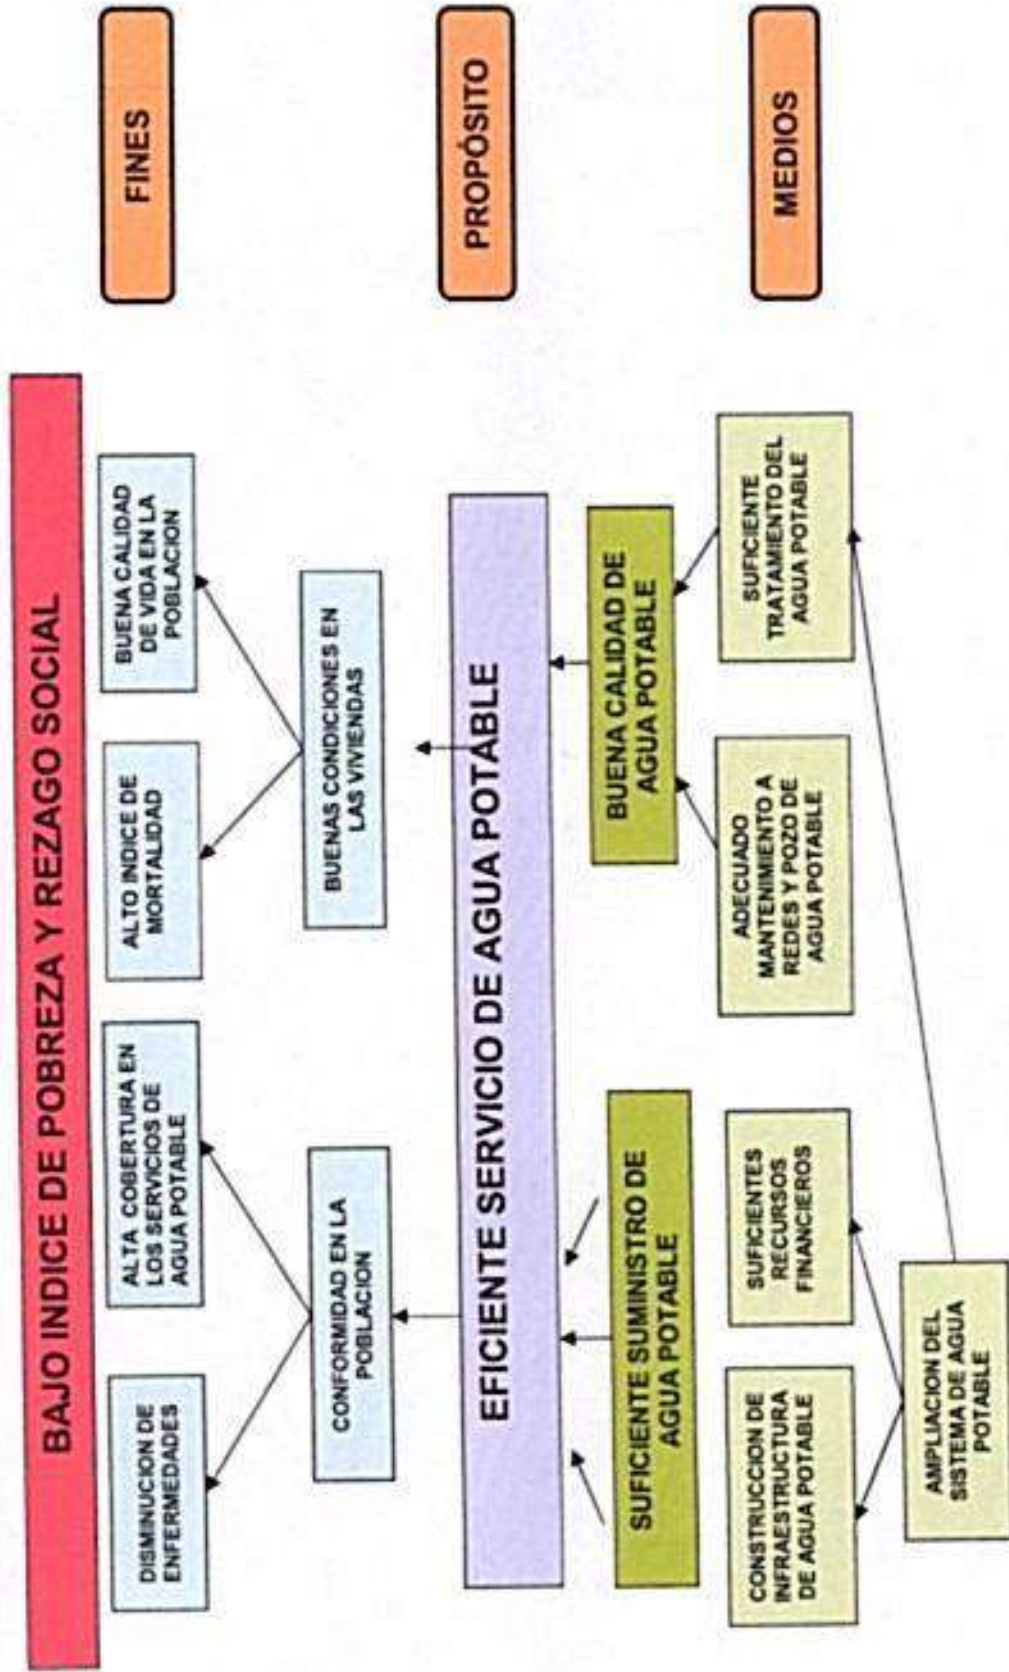 BAJO INDICE DE POBREZA Y REZAGO SOCIAL
DISMINUCION DE
ENFERMEDADES
ALTA COBERTURA EN
LOS SERVICIOS DE
AGUA POTABLE
ALTO INDICE DE
MORTALIDAD
BUENA CALIDAD
DE VIDA EN LA
POBLACION
FINES
CONFORMIDAD EN LA
POBLACION
BUENAS CONDICIONES EN
LAS VIVIENDAS
EFICIENTE SERVICIO DE AGUA POTABLE
PROPÓSITO
SUFICIENTE SUMINISTRO DE
AGUA POTABLE
BUENA CALIDAD DE
AGUA POTABLE
CONSTRUCCION DE
INFRAESTRUCTURA
DE AGUA POTABLE
SUFICIENTES
RECURSOS
FINANCIEROS
ADECUADO
MANTENIMIENTO A
REDES Y POZO DE
AGUA POTABLE
SUFICIENTE
TRATAMIENTO DEL
AGUA POTABLE
MEDIOS
AMPLIACION DEL
SISTEMA DE AGUA
POTABLE